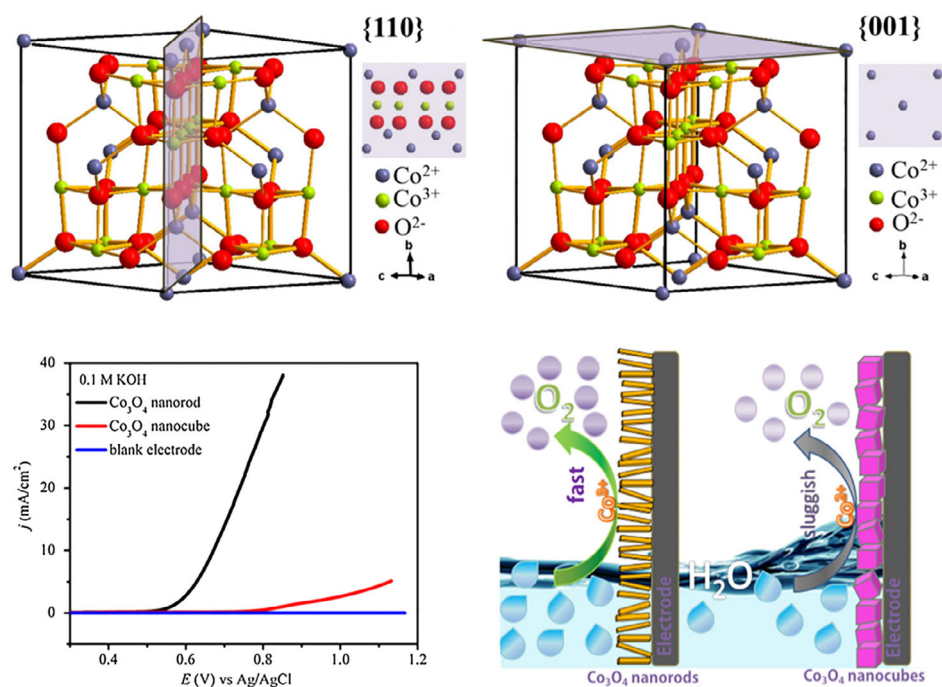 {110}
Co²⁺
Co³⁺
O²⁻
b
c a
{001}
Co²⁺
Co³⁺
O²⁻
b
c a
40
30
20
10
0
j (mA/cm²)
0.1 M KOH
Co₃O₄ nanorod
Co₃O₄ nanocube
blank electrode
0.4 0.6 0.8 1.0 1.2
E (V) vs Ag/AgCl
O₂
fast
Co³⁺
Electrode
Co₃O₄ nanorods
H₂O
O₂
sluggish
Co³⁺
Electrode
Co₃O₄ nanocubes